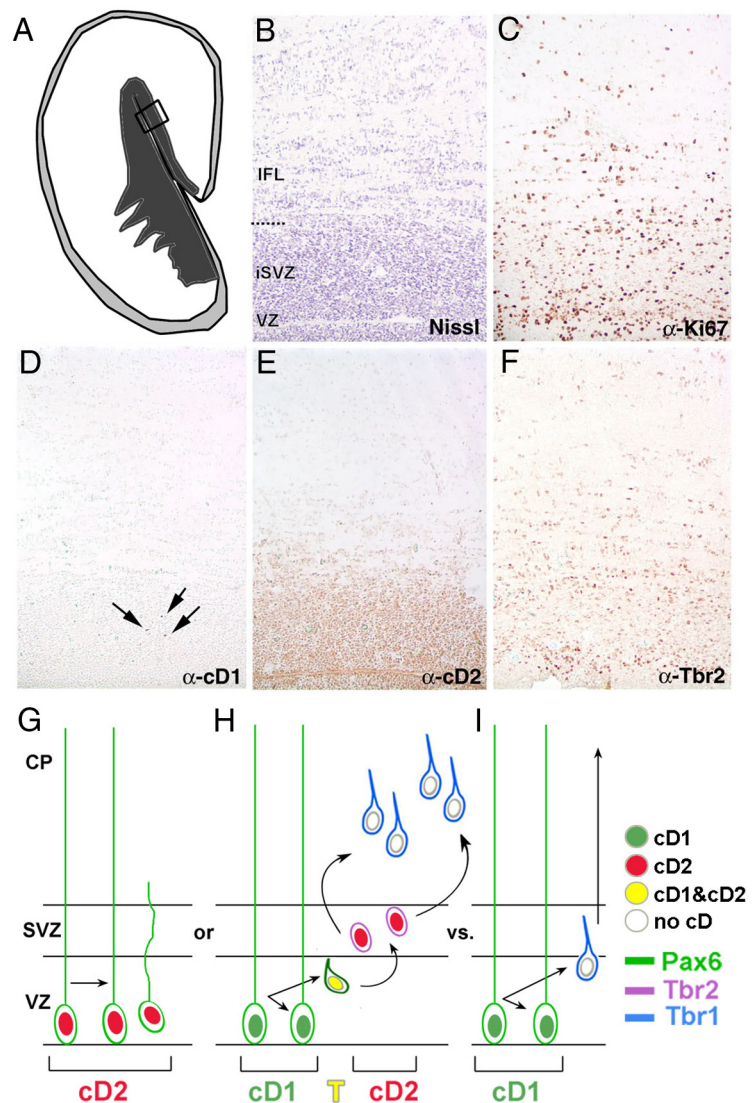 A
B
C
IFL
iSVZ
VZ
Nissl
α-Ki67
D
E
F
α-cD1
α-cD2
α-Tbr2
G
H
I
CP
SVZ
VZ
or
vs.
cD1
cD2
cD1&cD2
no cD
Pax6
Tbr2
Tbr1
cD2
cD1
T
cD2
cD1